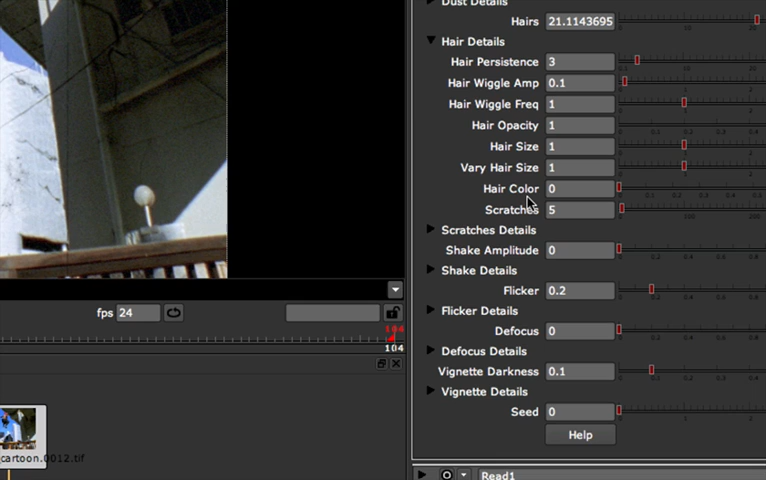 Dust Details
Hairs 21.1143695
Hair Details
Hair Persistence 3
Hair Wiggle Amp 0.1
Hair Wiggle Freq 1
Hair Opacity 1
Hair Size 1
Vary Hair Size 1
Hair Color 0
Scratches 5
Scratches Details
Shake Amplitude 0
Shake Details
Flicker 0.2
Flicker Details
Defocus 0
Defocus Details
Vignette Darkness 0.1
Vignette Details
Seed 0
Help
Read1
fps 24
104
104
cartoon.0012.tif